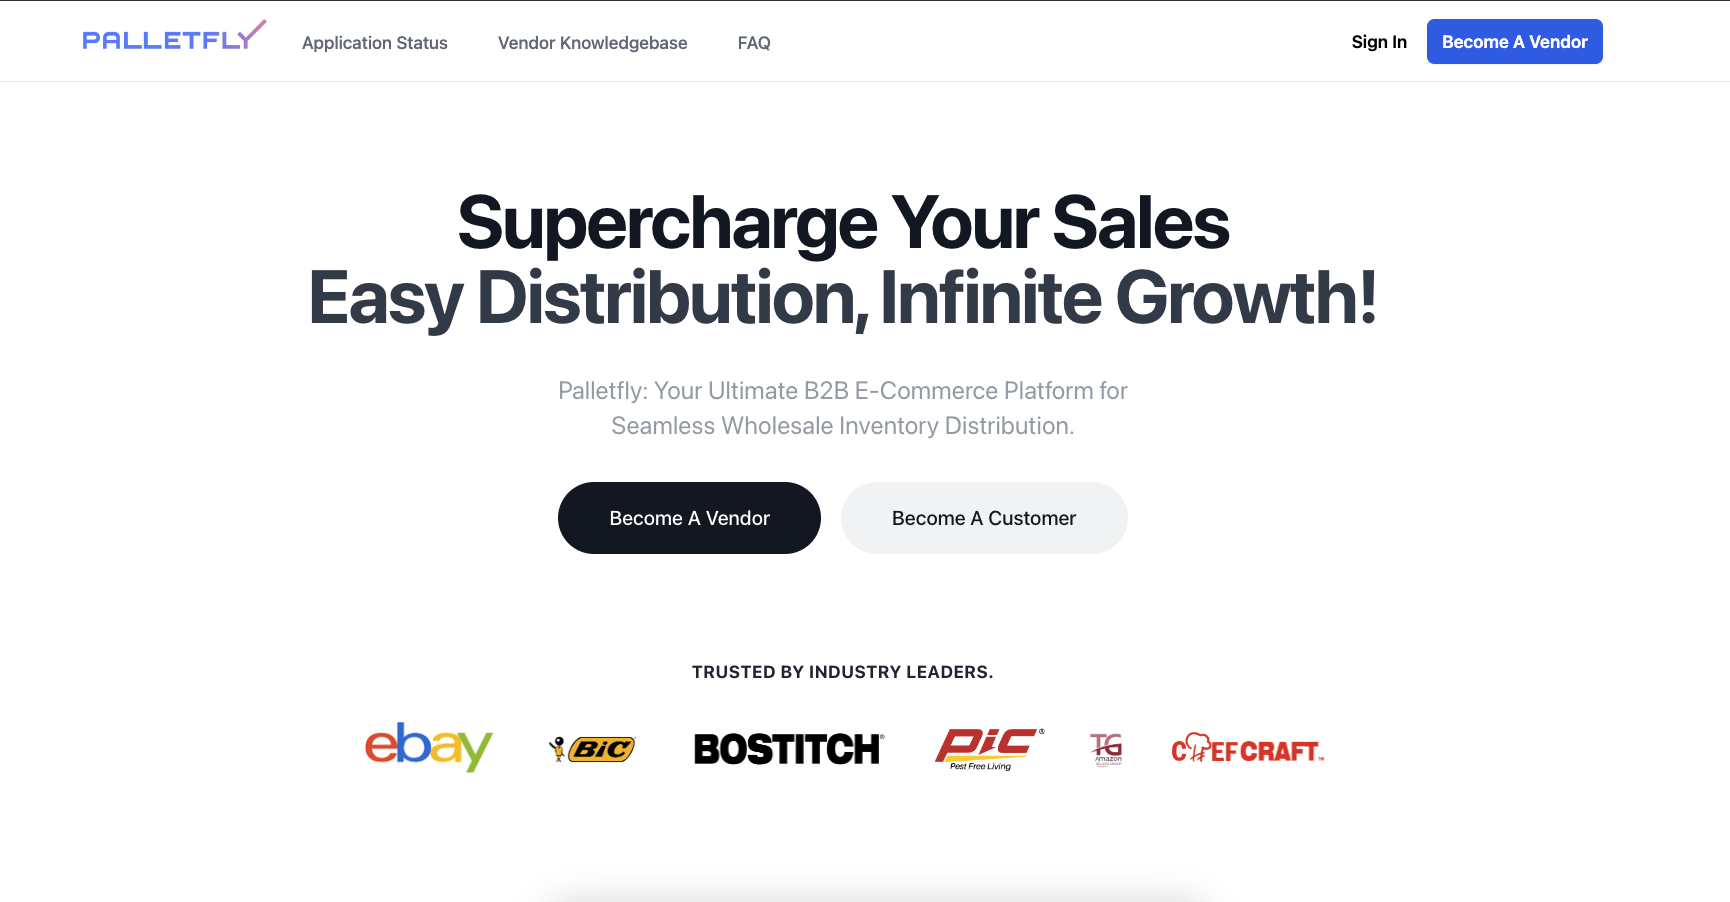 PALLETFLY
Application Status
Vendor Knowledgebase
FAQ
Sign In
Become A Vendor
Supercharge Your Sales
Easy Distribution, Infinite Growth!
Palletfly: Your Ultimate B2B E-Commerce Platform for
Seamless Wholesale Inventory Distribution.
Become A Vendor
Become A Customer
TRUSTED BY INDUSTRY LEADERS.
ebay
BiC
BOSTITCH®
PiC®
Pest Free Living
TG
Amazon
CHEFCRAFT™